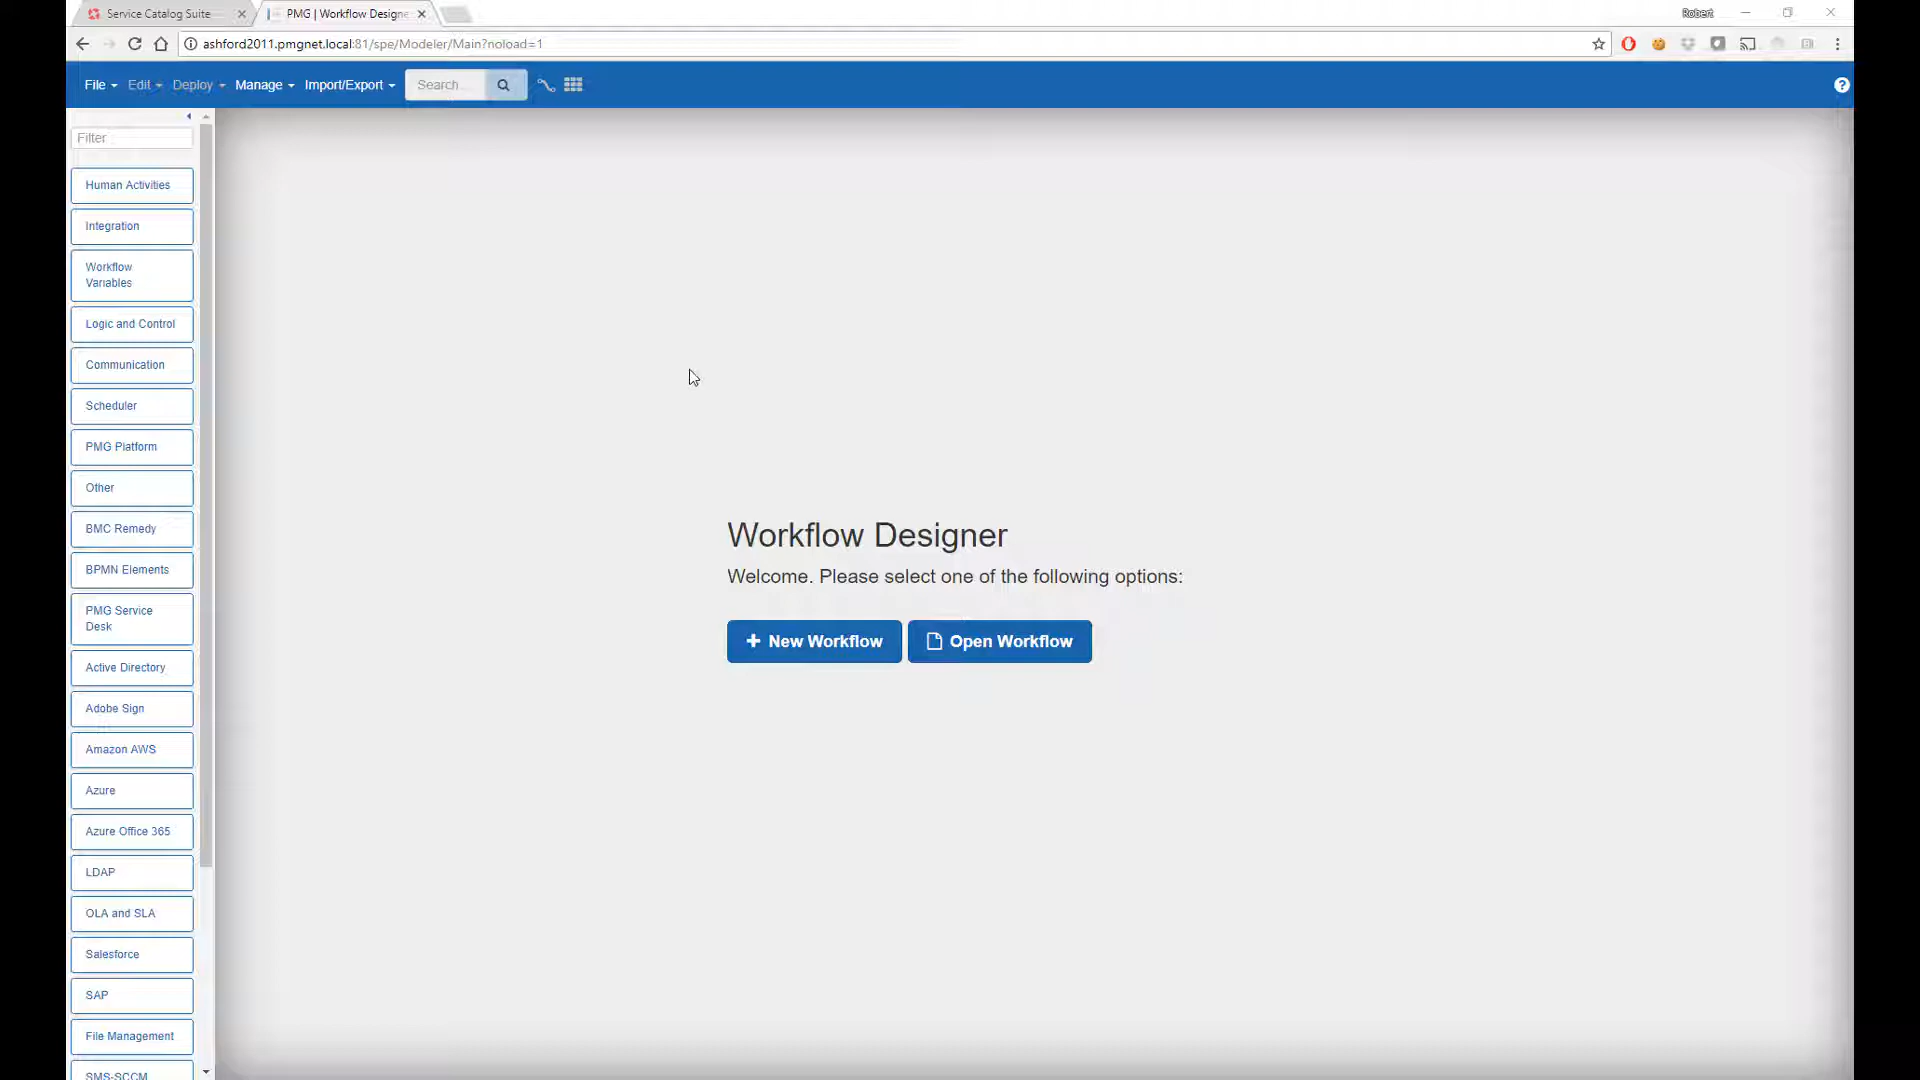 Service Catalog Suite
PMG | Workflow Designe
Robert
ashford2011.pmgnet.local:81/spe/Modeler/Main?noload=1
File Edit Deploy Manage Import/Export Search...
Filter
Human Activities
Integration
Workflow
Variables
Logic and Control
Communication
Scheduler
PMG Platform
Other
BMC Remedy
BPMN Elements
PMG Service
Desk
Active Directory
Adobe Sign
Amazon AWS
Azure
Azure Office 365
LDAP
OLA and SLA
Salesforce
SAP
File Management
SMS-SCCM
Workflow Designer
Welcome. Please select one of the following options:
New Workflow Open Workflow